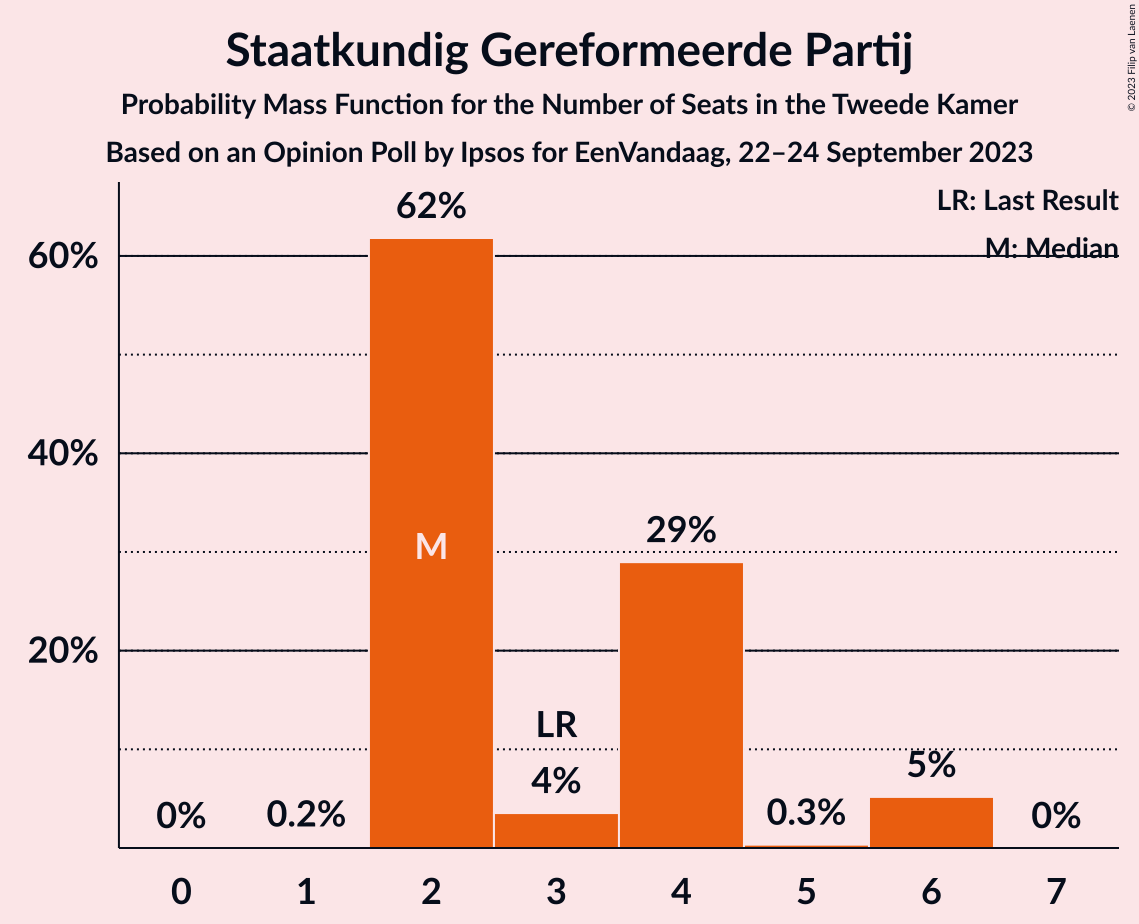 Staatkundig Gereformeerde Partij
Probability Mass Function for the Number of Seats in the Tweede Kamer
Based on an Opinion Poll by Ipsos for EenVandaag, 22–24 September 2023
© 2023 Filip van Laenen
LR: Last Result
M: Median
60%
40%
20%
0%
0.2%
62%
M
LR
4%
29%
0.3%
5%
0%
0 1 2 3 4 5 6 7